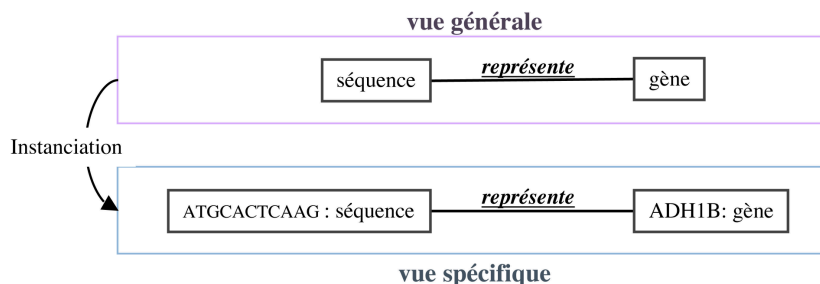 vue générale
séquence
représente
gène
Instanciation
ATGCACTCAAG : séquence
représente
ADH1B: gène
vue spécifique